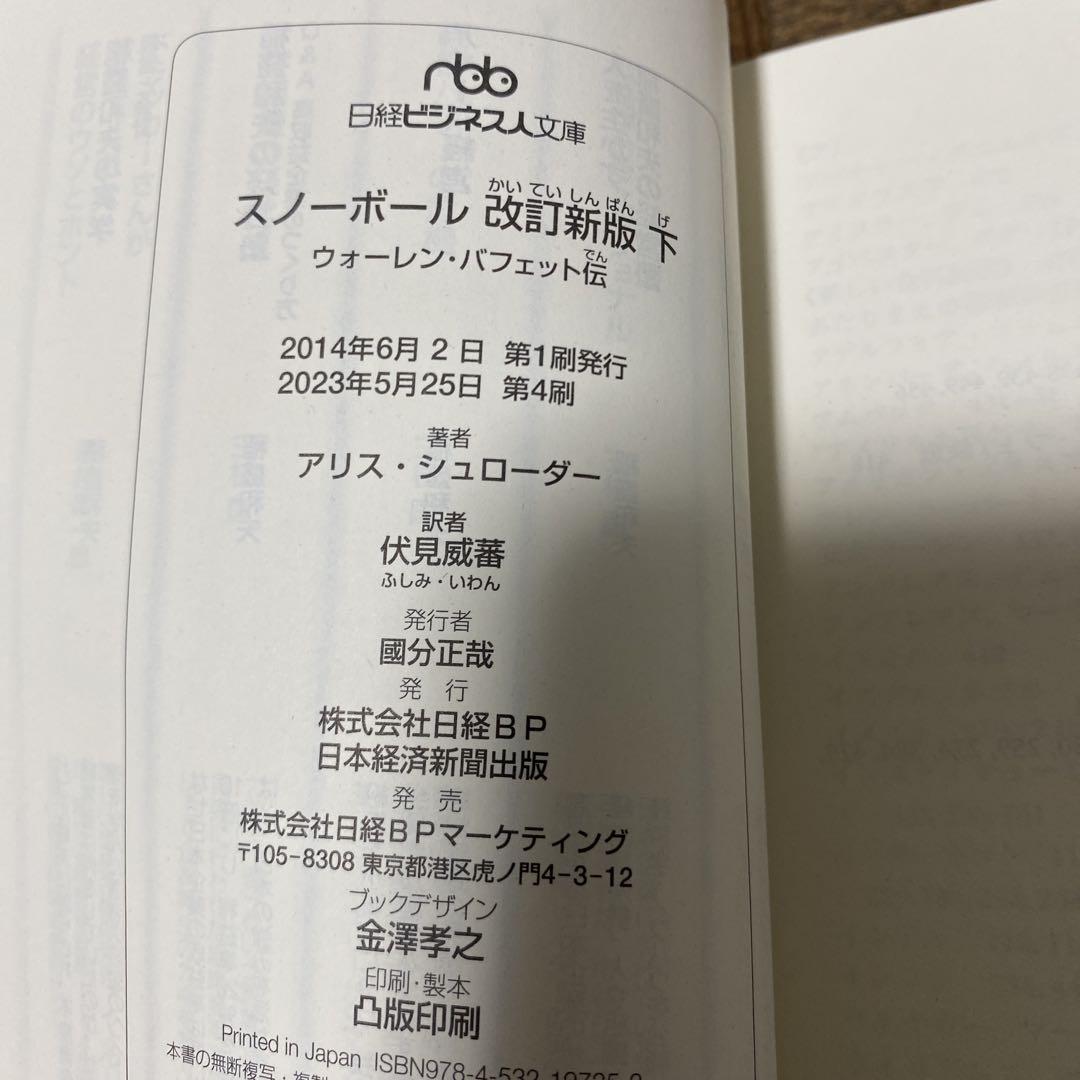 nbb
日経ビジネス人文庫
かいていしんぱん げ
スノーボール 改訂新版 下
でん
ウォーレン・バフェット伝
2014年6月2日 第1刷発行
2023年5月25日 第4刷
著者
アリス・シュローダー
訳者
伏見威蕃
ふしみ・いわん
発行者
國分正哉
発 行
株式会社日経BP
日本経済新聞出版
発 売
株式会社日経BPマーケティング
〒105-8308 東京都港区虎ノ門4-3-12
ブックデザイン
金澤孝之
印刷・製本
凸版印刷
Printed in Japan ISBN978-4-532-19725-
本書の無断複写・複製